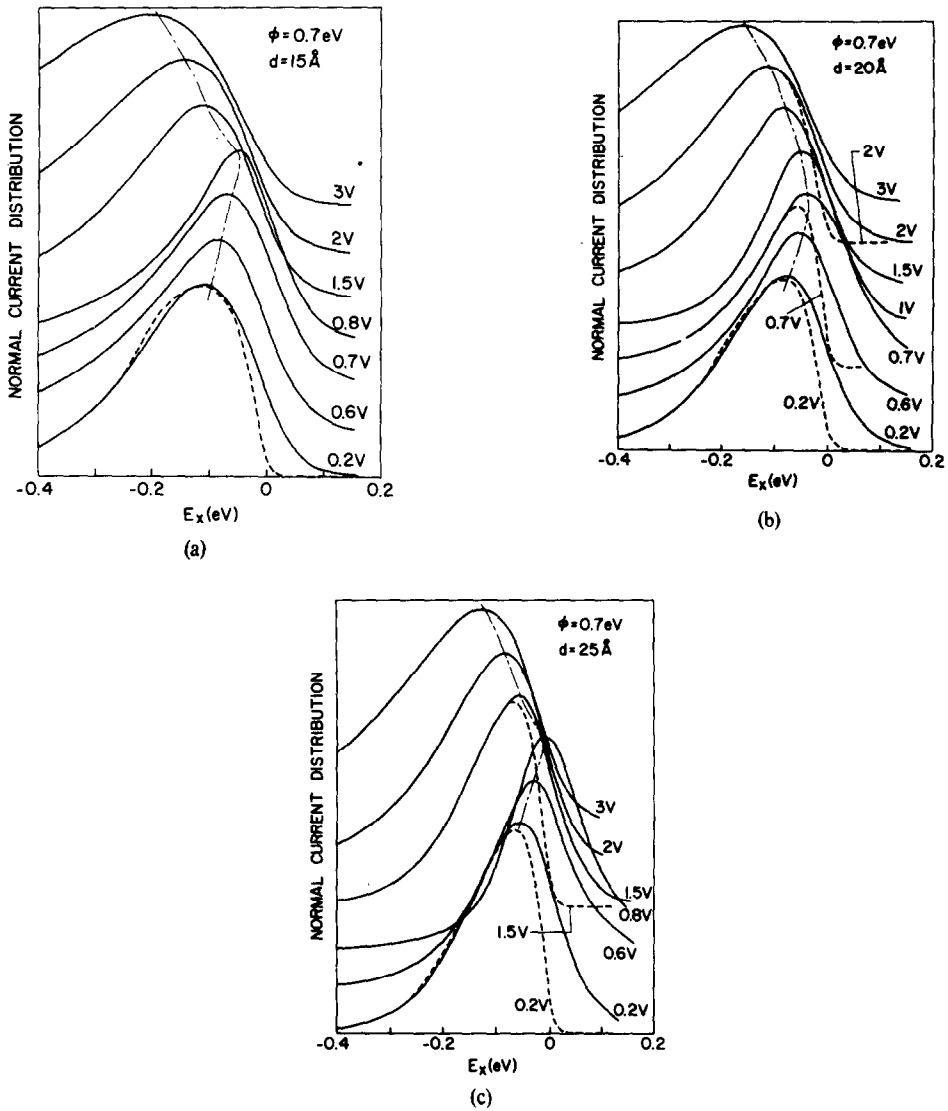 NORMAL CURRENT DISTRIBUTION
ϕ=0.7eV
d=15Å
3V
2V
1.5V
0.8V
0.7V
0.6V
0.2V
-0.4
-0.2
0
0.2
Ex(eV)
(a)
NORMAL CURRENT DISTRIBUTION
ϕ=0.7eV
d=20Å
2V
3V
2V
1.5V
1V
0.7V
0.7V
0.6V
0.2V
0.2V
-0.4
-0.2
0
0.2
Ex(eV)
(b)
NORMAL CURRENT DISTRIBUTION
ϕ=0.7eV
d=25Å
3V
2V
1.5V
0.8V
1.5V
0.6V
0.2V
0.2V
-0.4
-0.2
0
0.2
Ex(eV)
(c)